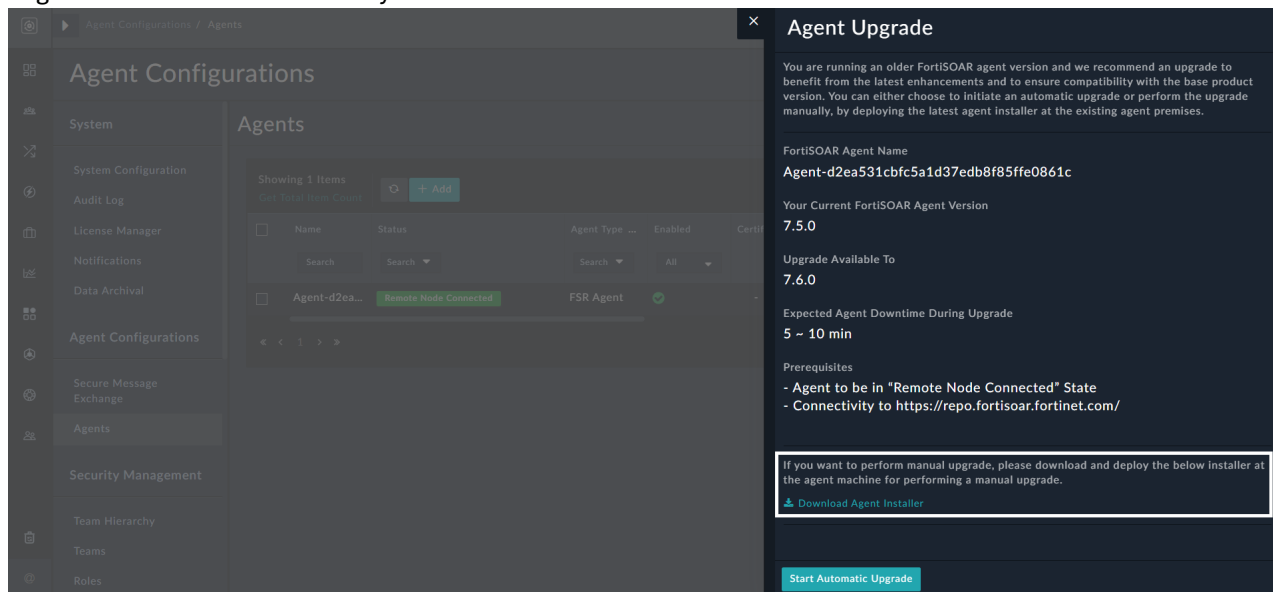 Agent Configurations / Agents
Agent Configurations
System
System Configuration
Audit Log
License Manager
Notifications
Data Archival
Agent Configurations
Secure Message
Exchange
Agents
Security Management
Team Hierarchy
Teams
Roles
Agents
Showing 1 Items
Get Total Item Count
+ Add
Name Status Agent Type ... Enabled Certif
Search Search Search All
Agent-d2ea... Remote Node Connected FSR Agent -
« < 1 > »
×
Agent Upgrade
You are running an older FortiSOAR agent version and we recommend an upgrade to
benefit from the latest enhancements and to ensure compatibility with the base product
version. You can either choose to initiate an automatic upgrade or perform the upgrade
manually, by deploying the latest agent installer at the existing agent premises.
FortiSOAR Agent Name
Agent-d2ea531cbfc5a1d37edb8f85ffe0861c
Your Current FortiSOAR Agent Version
7.5.0
Upgrade Available To
7.6.0
Expected Agent Downtime During Upgrade
5 ~ 10 min
Prerequisites
- Agent to be in “Remote Node Connected” State
- Connectivity to https://repo.fortisoar.fortinet.com/
If you want to perform manual upgrade, please download and deploy the below installer at
the agent machine for performing a manual upgrade.
Download Agent Installer
Start Automatic Upgrade